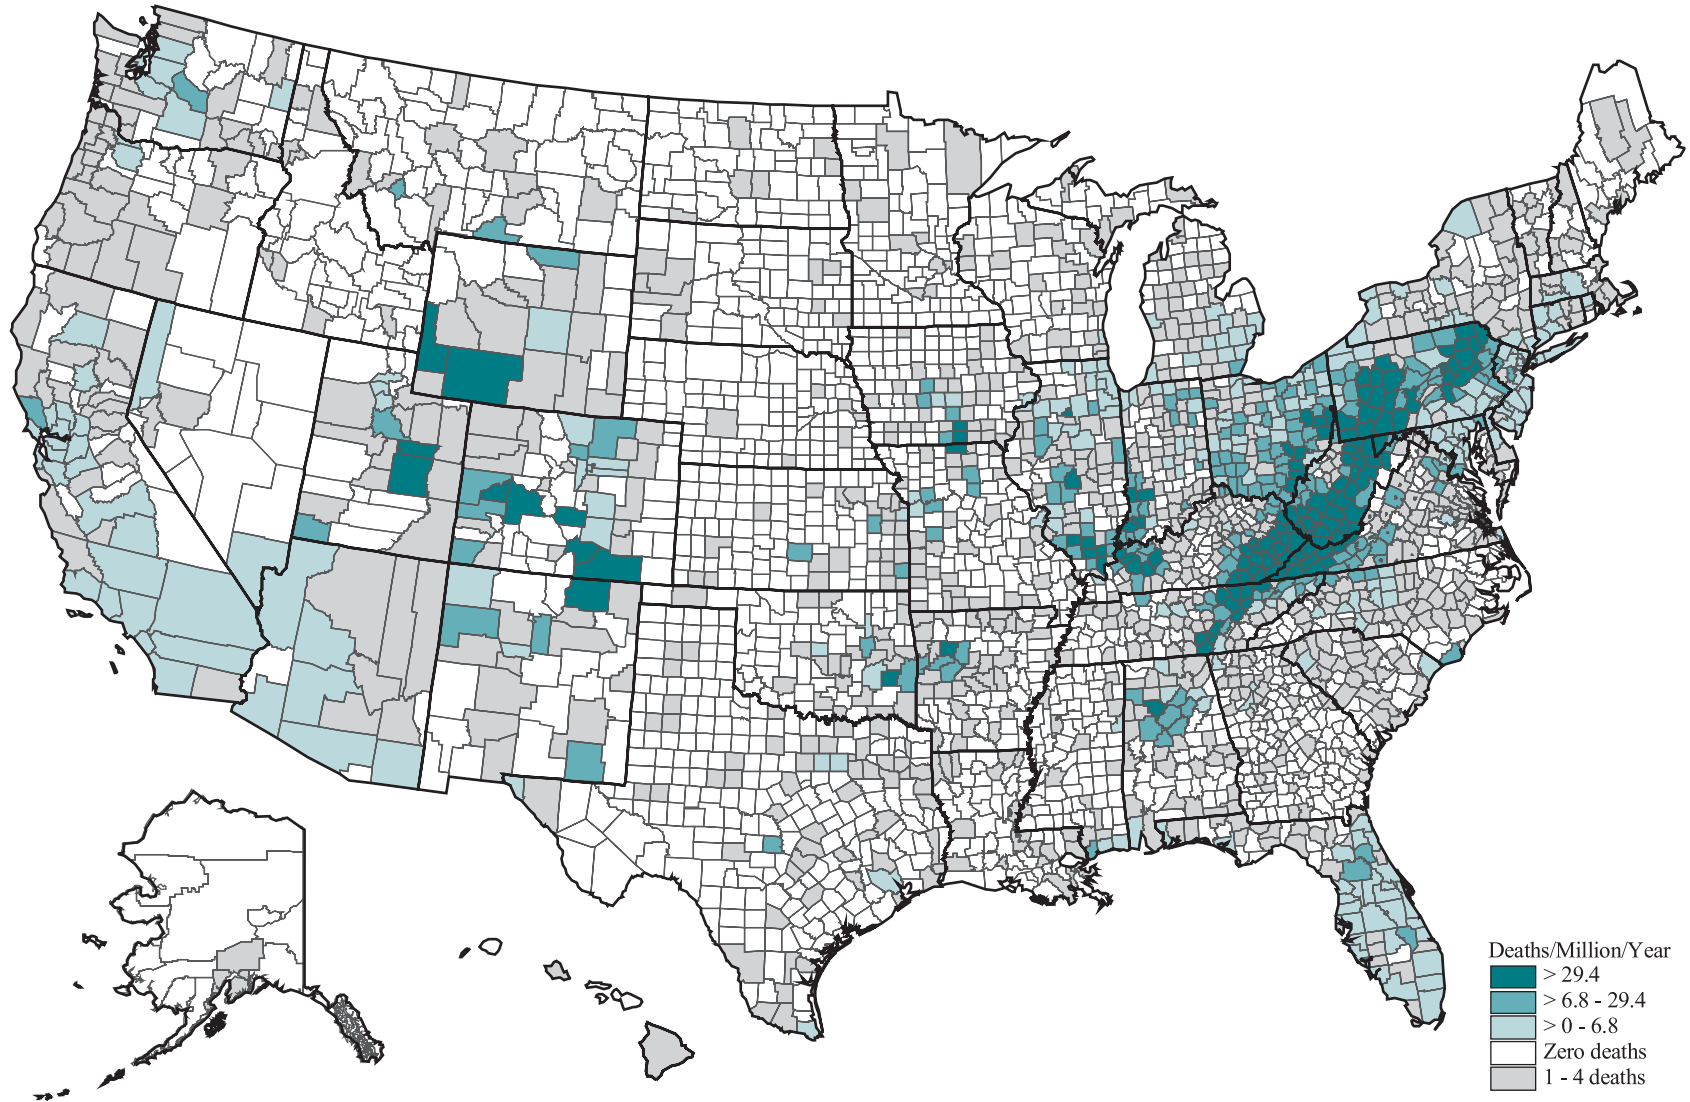 Deaths/Million/Year
> 29.4
> 6.8 - 29.4
> 0 - 6.8
Zero deaths
1 - 4 deaths